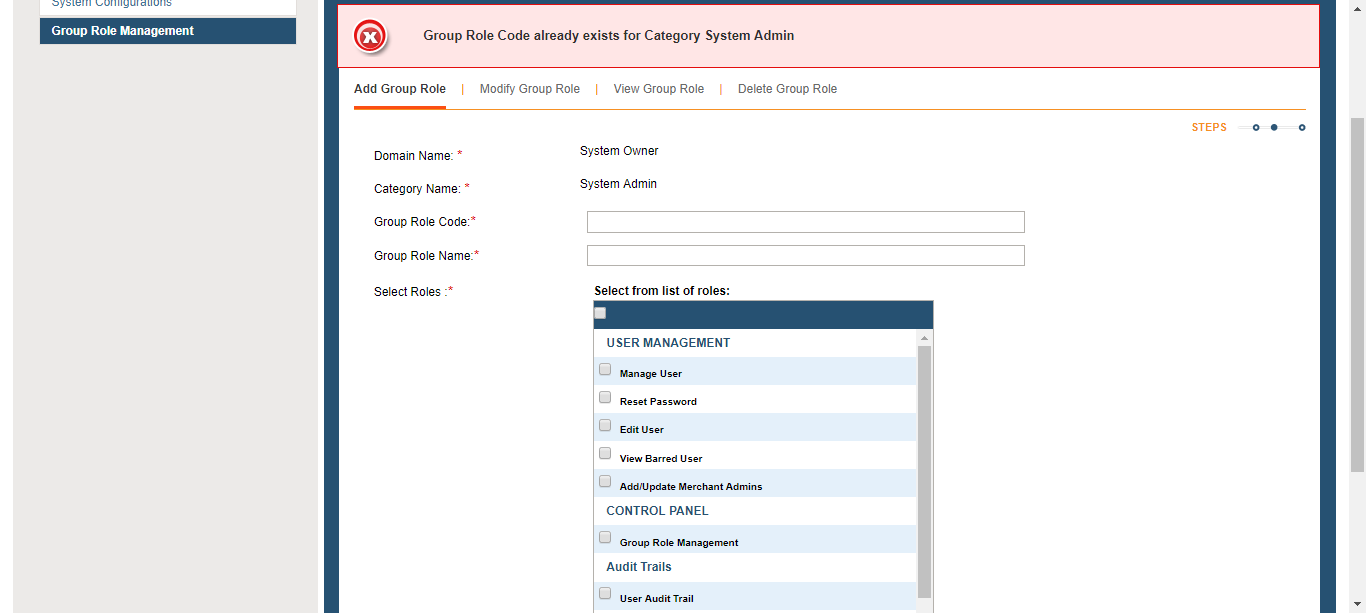 System Configurations
Group Role Management
Group Role Code already exists for Category System Admin
Add Group Role | Modify Group Role | View Group Role | Delete Group Role
STEPS
Domain Name: * System Owner
Category Name: * System Admin
Group Role Code:*
Group Role Name:*
Select Roles :* Select from list of roles:
USER MANAGEMENT
Manage User
Reset Password
Edit User
View Barred User
Add/Update Merchant Admins
CONTROL PANEL
Group Role Management
Audit Trails
User Audit Trail